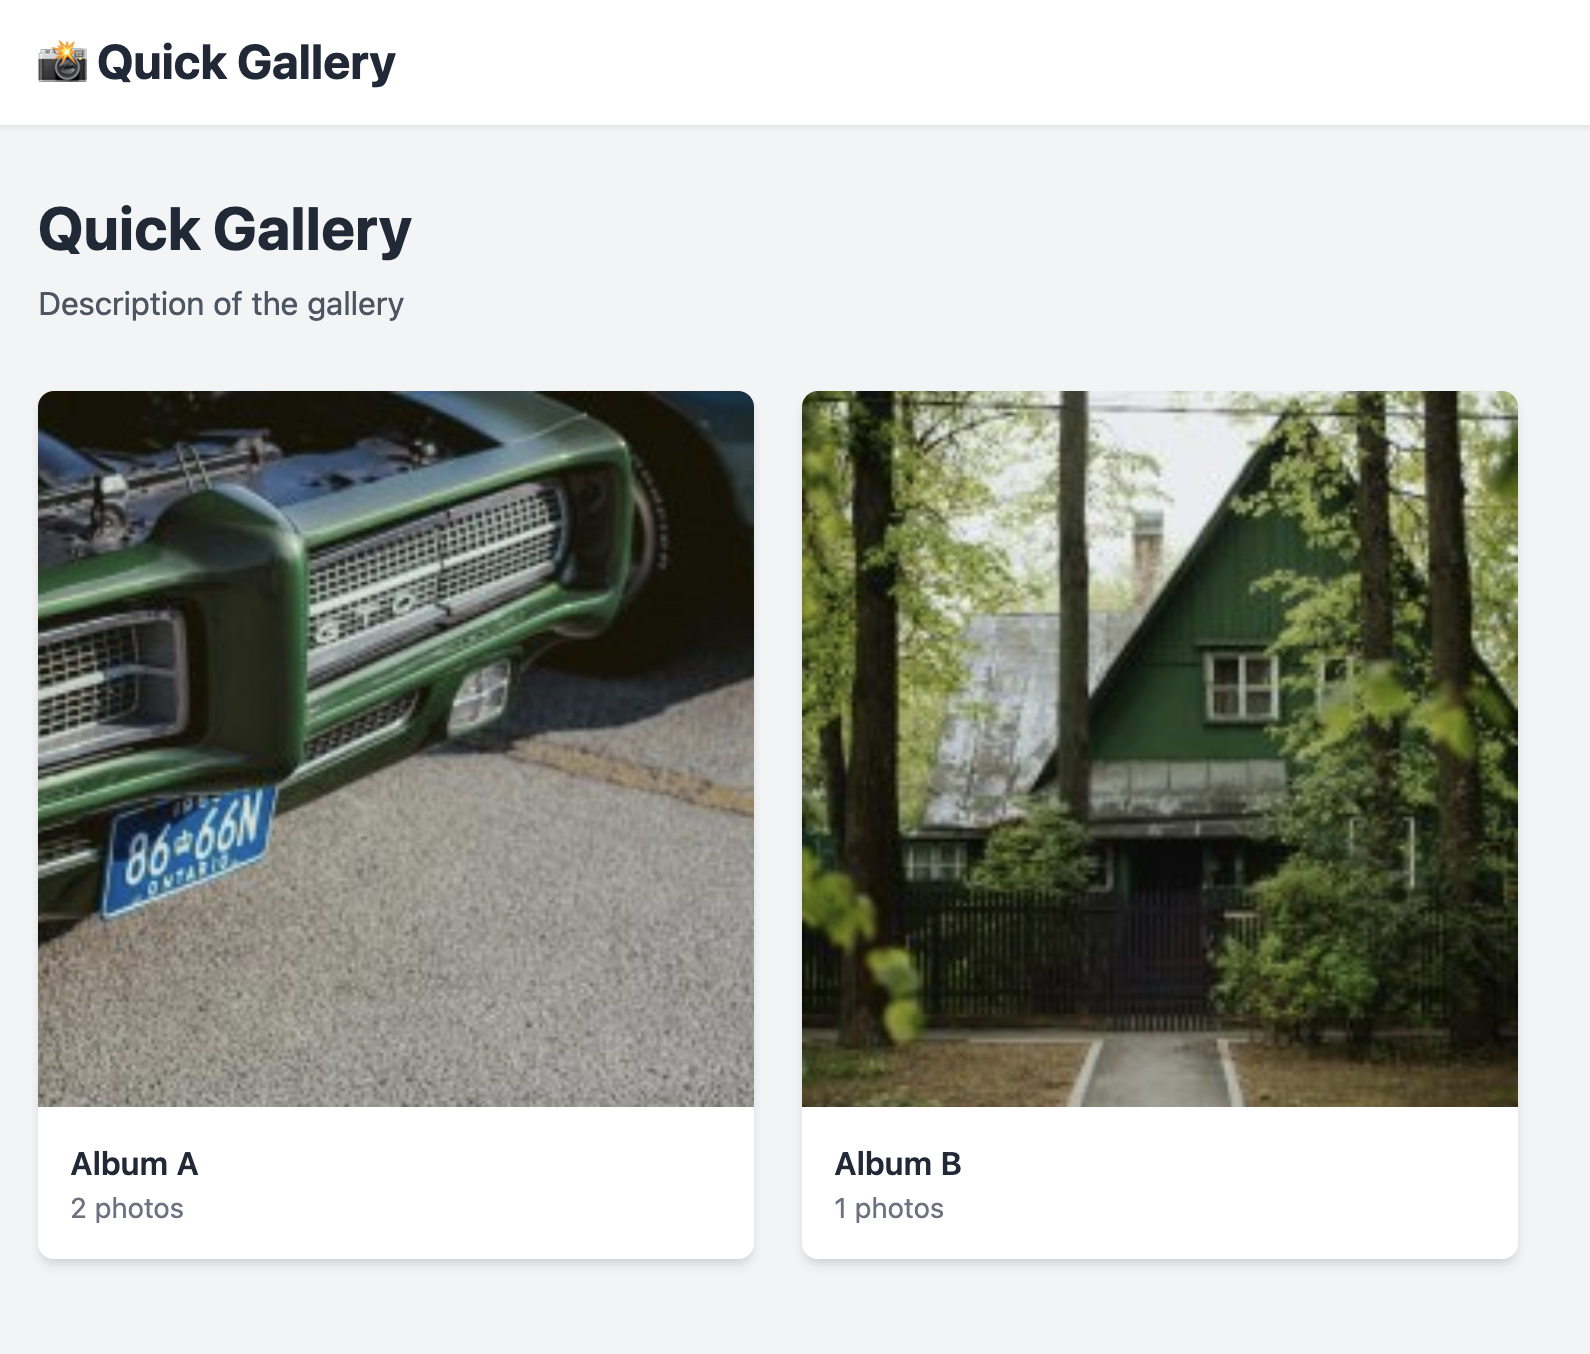 Quick Gallery
Quick Gallery
Description of the gallery
GTO
86 66N
ONTARIO
Album A
2 photos
Album B
1 photos